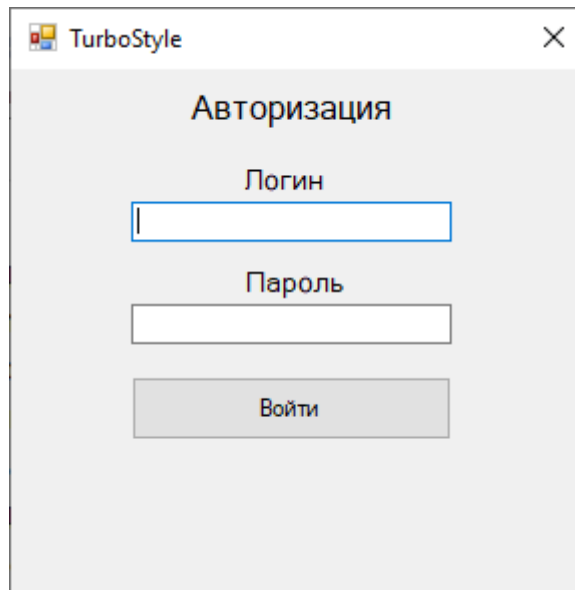 TurboStyle
Авторизация
Логин
Пароль
Войти